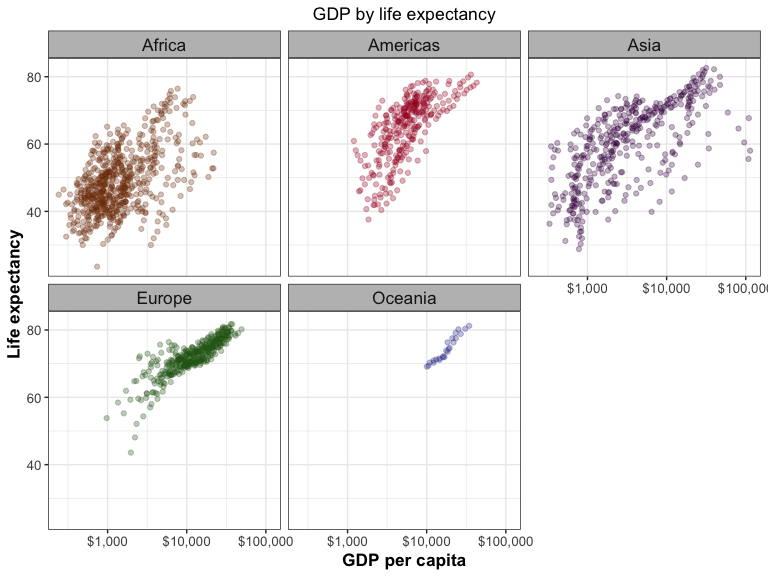 GDP by life expectancy
Africa
Americas
Asia
80
60
40
$1,000
$10,000
$100,000
Europe
Oceania
80
60
40
$1,000
$10,000
$100,000
$1,000
$10,000
$100,000
Life expectancy
GDP per capita